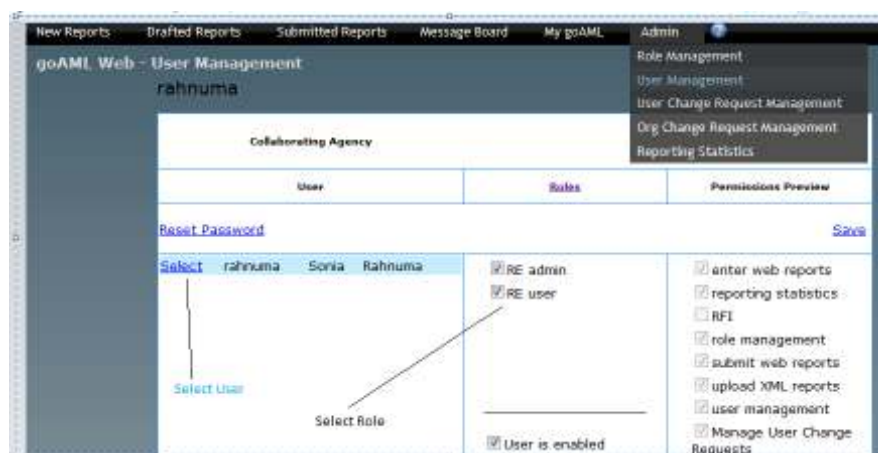 New Reports Drafted Reports Submitted Reports Message Board My goAML Admin
Role Management
goAML Web - User Management
User Management
rahnuma
User Change Request Management
Org Change Request Management
Reporting Statistics
Collaborating Agency
User Roles Permissions Preview
Reset Password Save
Select rahnuma Sonia Rahnuma
RE admin
RE user
enter web reports
reporting statistics
RFI
role management
submit web reports
upload XML reports
user management
Manage User Change
Requests
Select User
Select Role
User is enabled